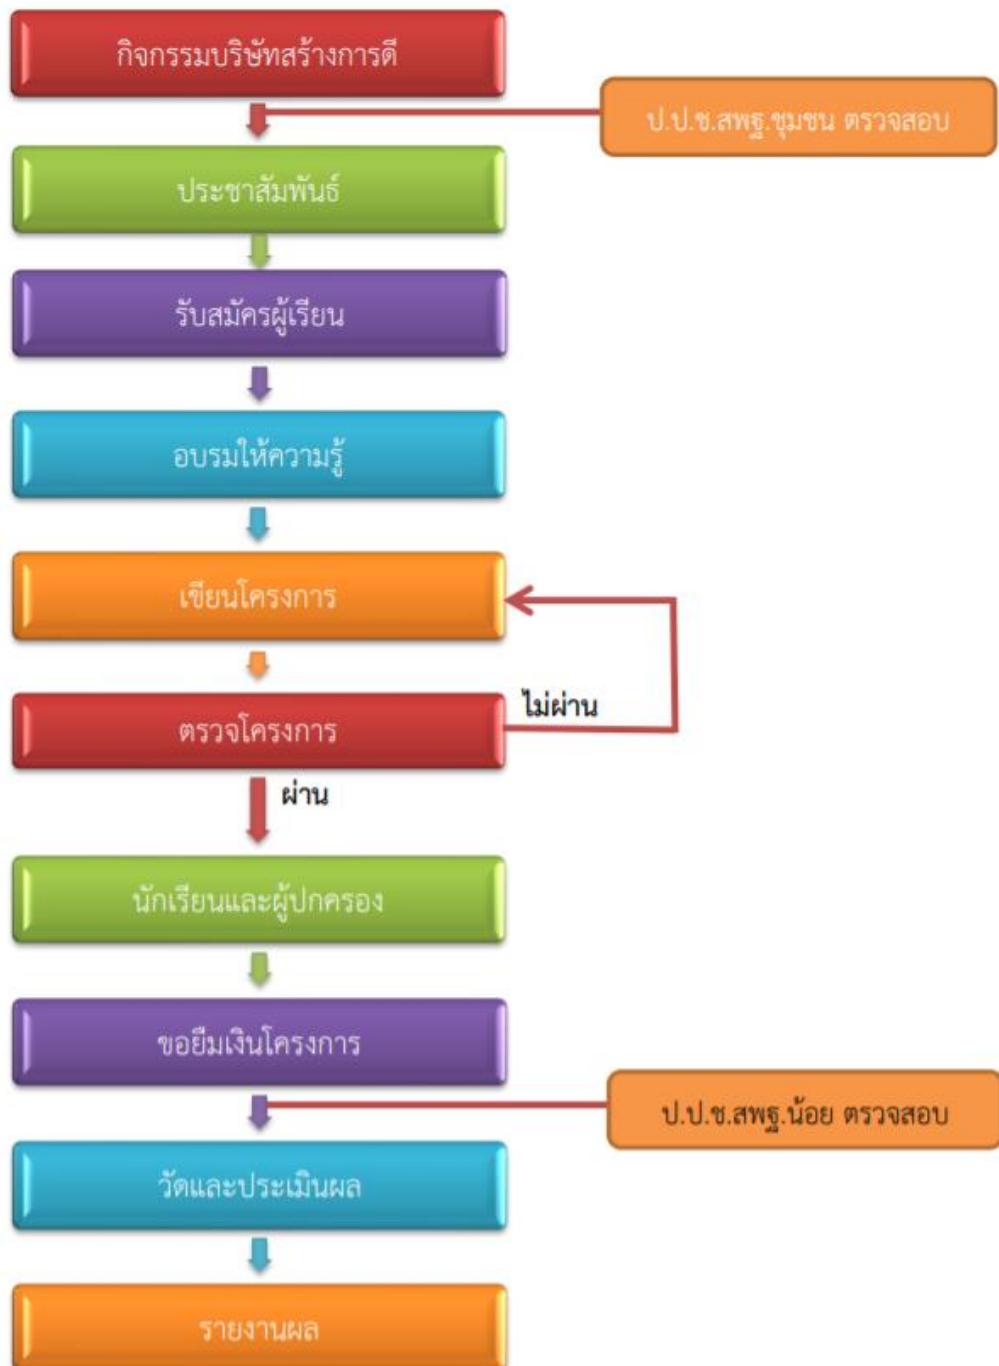 กิจกรรมบริษัทสร้างการดี
ป.ป.ช.สพฐ.ชุมชน ตรวจสอบ
ประชาสัมพันธ์
รับสมัครผู้เรียน
อบรมให้ความรู้
เขียนโครงการ
ไม่ผ่าน
ตรวจโครงการ
ผ่าน
นักเรียนและผู้ปกครอง
ขอยืมเงินโครงการ
ป.ป.ช.สพฐ.น้อย ตรวจสอบ
วัดและประเมินผล
รายงานผล